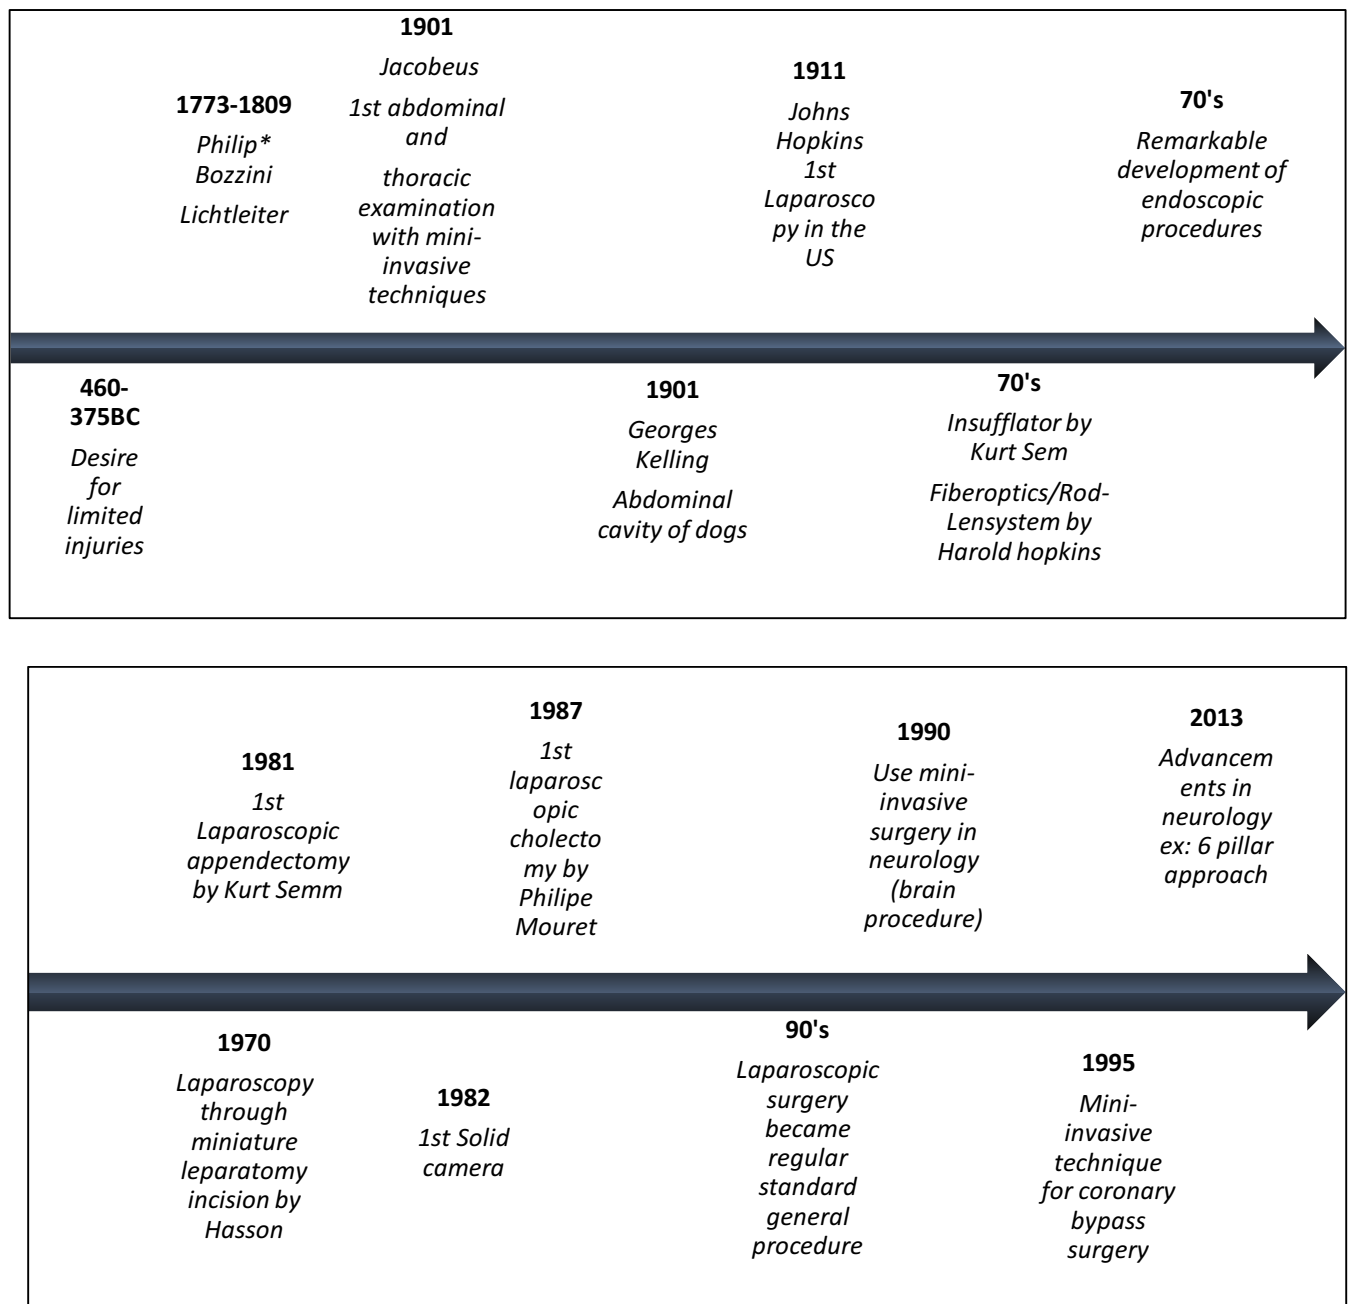 1901
Jacobeus
1st abdominal
and
thoracic
examination
with mini-
invasive
techniques
1773-1809
Philip*
Bozzini
Lichtleiter
1911
Johns
Hopkins
1st
Laparosco
py in the
US
70's
Remarkable
development of
endoscopic
procedures
460-
375BC
Desire
for
limited
injuries
1901
Georges
Kelling
Abdominal
cavity of dogs
70's
Insufflator by
Kurt Sem
Fiberoptics/Rod-
Lensystem by
Harold hopkins
1981
1st
Laparoscopic
appendectomy
by Kurt Semm
1987
1st
laparosc
opic
cholecto
my by
Philipe
Mouret
1990
Use mini-
invasive
surgery in
neurology
(brain
procedure)
2013
Advancem
ents in
neurology
ex: 6 pillar
approach
1970
Laparoscopy
through
miniature
leparatomy
incision by
Hasson
1982
1st Solid
camera
90's
Laparoscopic
surgery
became
regular
standard
general
procedure
1995
Mini-
invasive
technique
for coronary
bypass
surgery